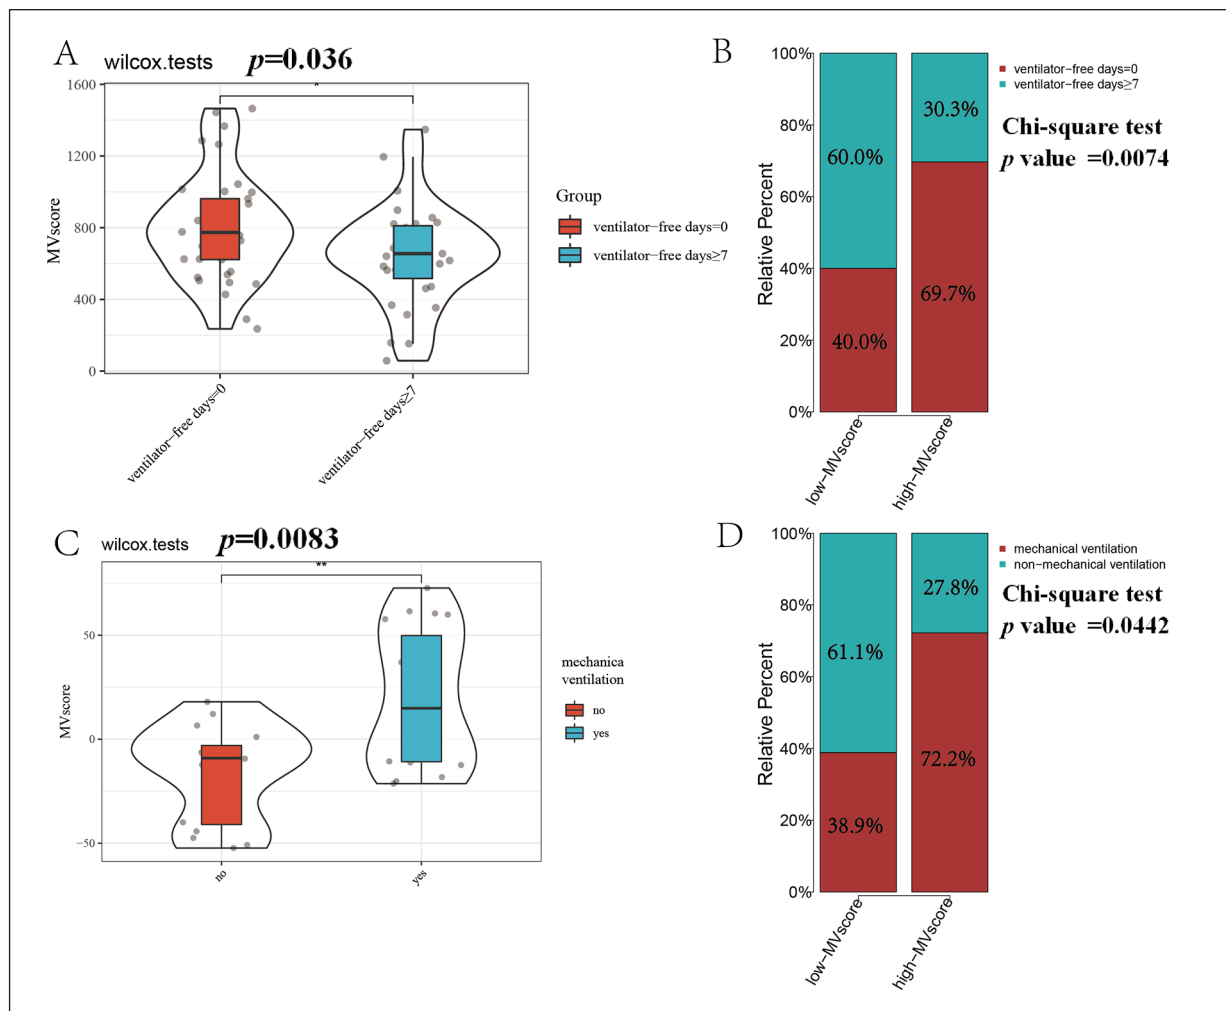 A
wilcox.tests p=0.036
MVscore
1600
1200
800
400
0
*
ventilator-free days=0
ventilator-free days≥7
Group
ventilator-free days=0
ventilator-free days≥7
B
Relative Percent
100%
80%
60%
40%
20%
0%
60.0%
40.0%
30.3%
69.7%
low-MVscore
high-MVscore
ventilator-free days=0
ventilator-free days≥7
Chi-square test
p value =0.0074
C
wilcox.tests p=0.0083
MVscore
50
0
-50
**
no
yes
mechanica
ventilation
no
yes
D
Relative Percent
100%
80%
60%
40%
20%
0%
61.1%
38.9%
27.8%
72.2%
low-MVscore
high-MVscore
mechanical ventilation
non-mechanical ventilation
Chi-square test
p value =0.0442